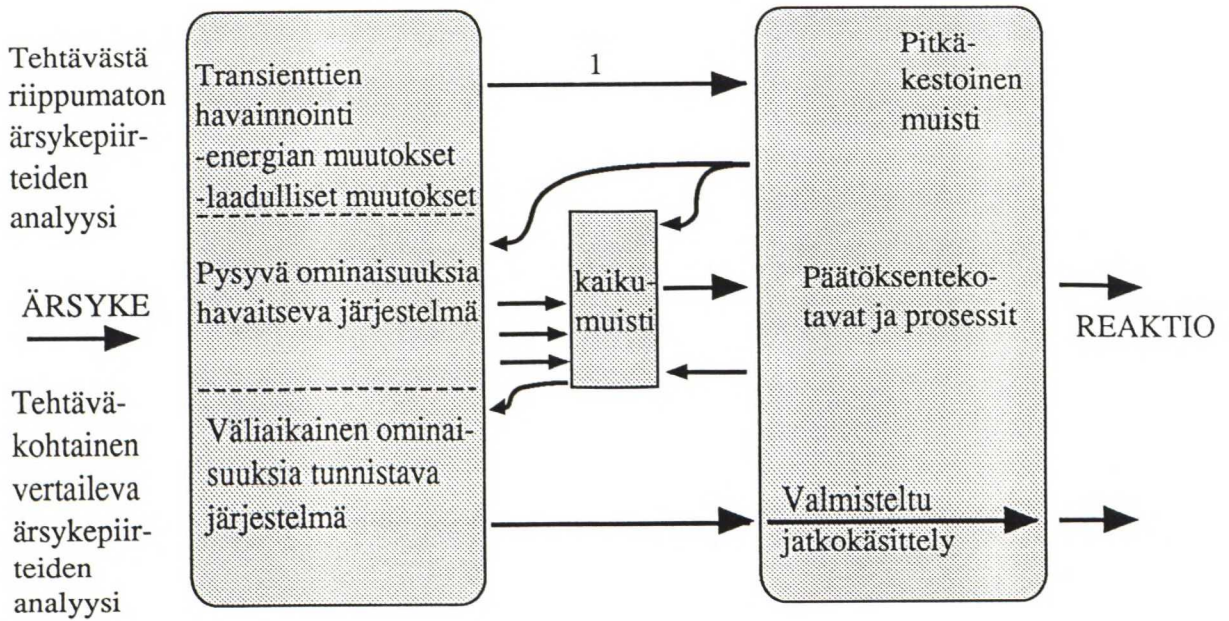 Tehtävästä
riippumaton
ärsykepiir-
teiden
analyysi
ÄRSYKE
Tehtävä-
kohtainen
vertaileva
ärsykepiir-
teiden
analyysi
Transienttien
havainnointi
-energian muutokset
-laadulliset muutokset
Pysyvä ominaisuuksia
havaitseva järjestelmä
Väliaikainen ominai-
suuksia tunnistava
järjestelmä
1
kaiku-
muisti
Pitkä-
kestoinen
muisti
Päätöksenteko-
tavat ja prosessit
Valmisteltu
jatkokäsittely
REAKTIO